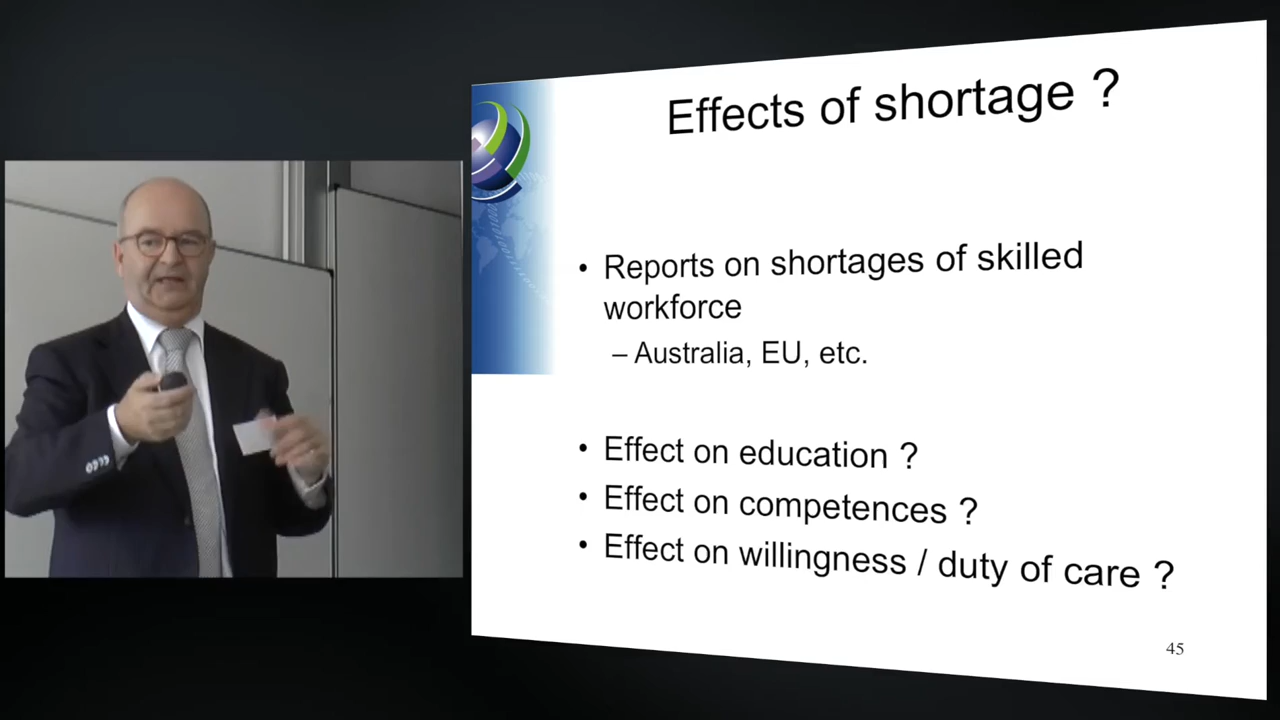 Effects of shortage ?
• Reports on shortages of skilled
workforce
– Australia, EU, etc.
• Effect on education ?
• Effect on competences ?
• Effect on willingness / duty of care ?
45